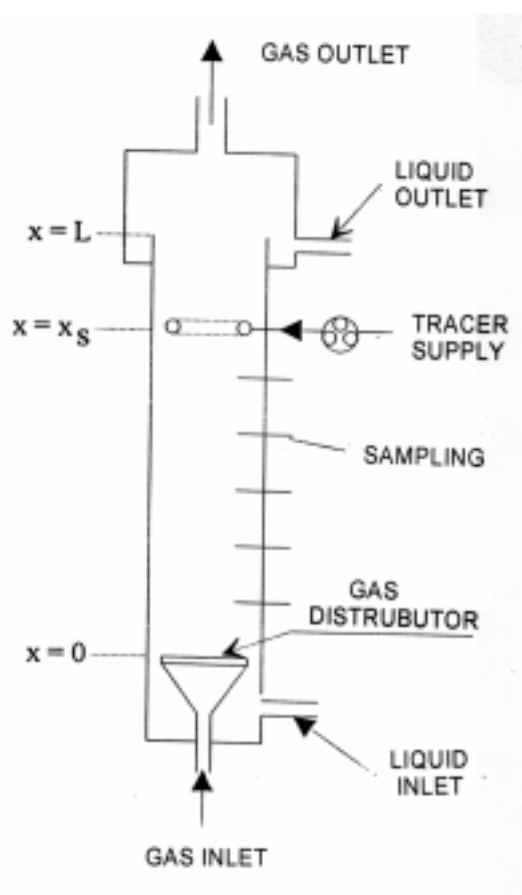 GAS OUTLET
LIQUID
OUTLET
x = L
x = xS
TRACER
SUPPLY
SAMPLING
GAS
DISTRUBUTOR
x = 0
LIQUID
INLET
GAS INLET